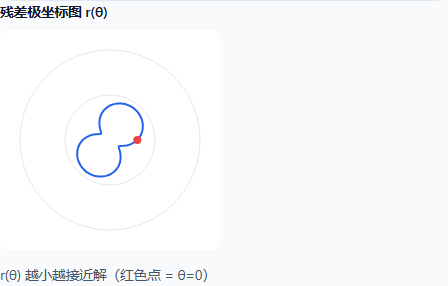 残差极坐标图 r(θ)
r(θ) 越小越接近解（红色点 = θ=0）